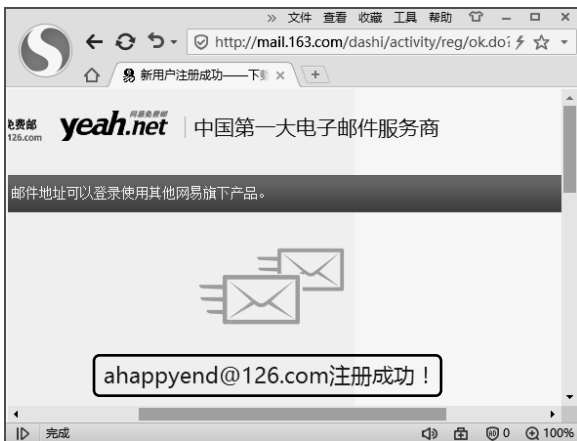 » 文件 查看 收藏 工具 帮助
http://mail.163.com/dashi/activity/reg/ok.do?
新用户注册成功——下
免费邮
126.com
网易免费邮
yeah.net
中国第一大电子邮件服务商
邮件地址可以登录使用其他网易旗下产品。
ahappyend@126.com注册成功！
完成
80 0
100%